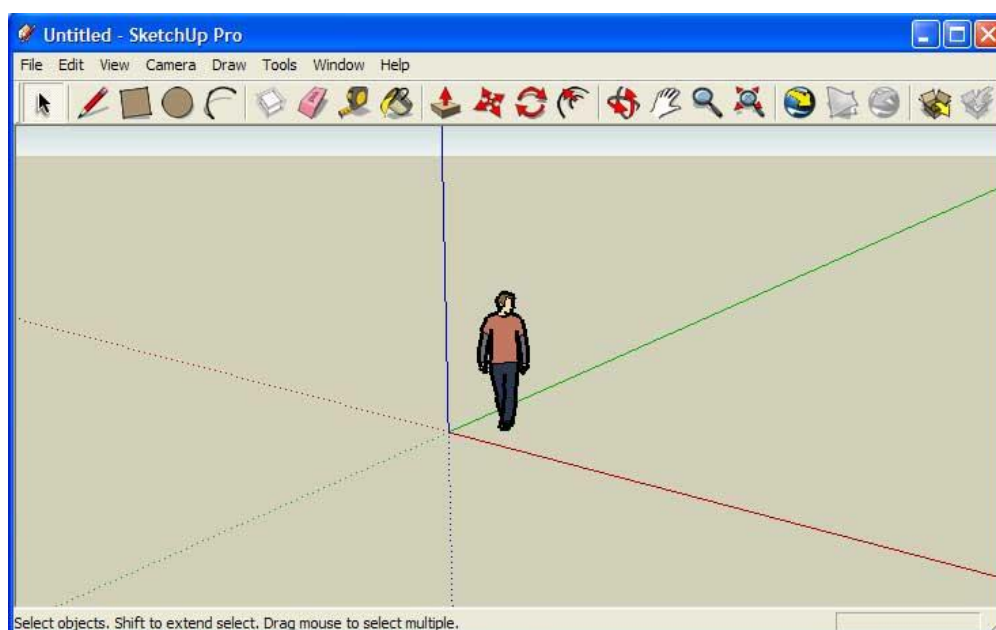 Untitled - SketchUp Pro
File Edit View Camera Draw Tools Window Help
Select objects. Shift to extend select. Drag mouse to select multiple.